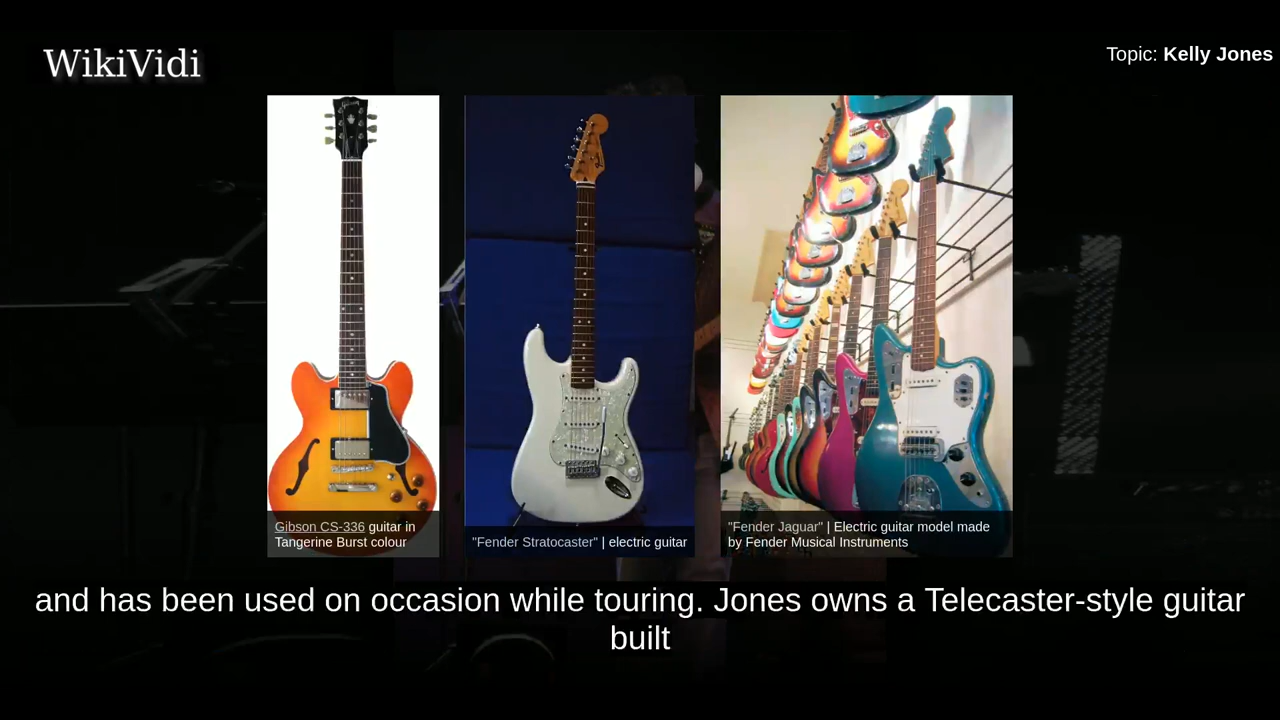 WikiVidi
Topic: Kelly Jones
Gibson CS-336 guitar in
Tangerine Burst colour
"Fender Stratocaster" | electric guitar
"Fender Jaguar" | Electric guitar model made
by Fender Musical Instruments
and has been used on occasion while touring. Jones owns a Telecaster-style guitar
built